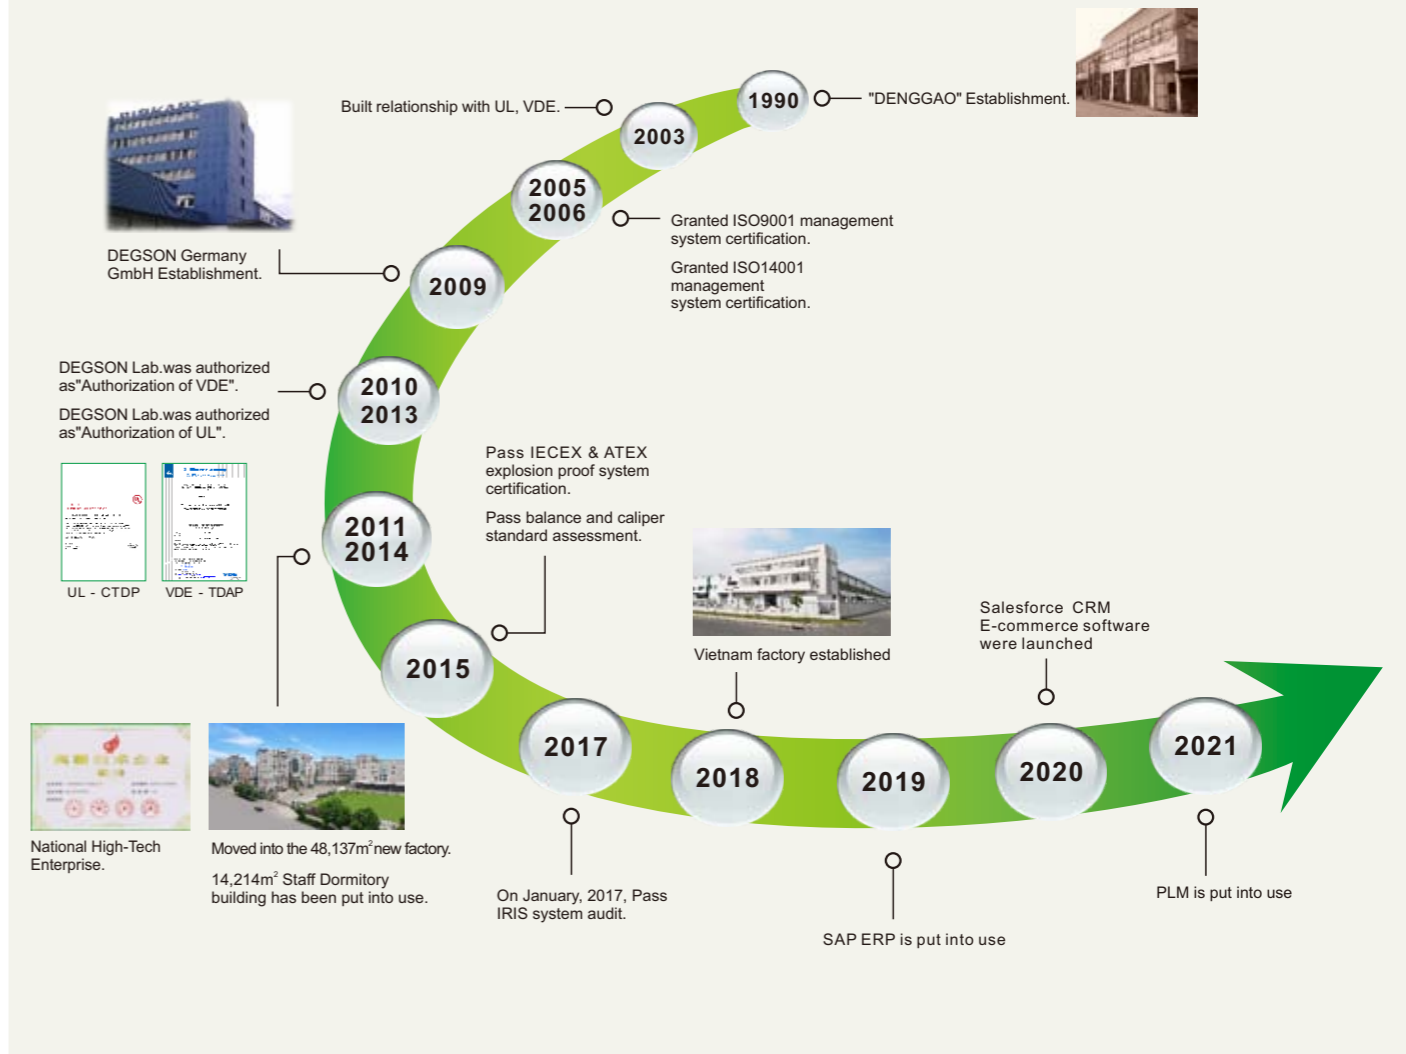 1990
"DENGGAO" Establishment.
Built relationship with UL, VDE.
2003
2005
2006
Granted ISO9001 management
system certification.
Granted ISO14001
management
system certification.
DEGSON Germany
GmbH Establishment.
2009
DEGSON Lab.was authorized
as"Authorization of VDE".
DEGSON Lab.was authorized
as"Authorization of UL".
2010
2013
UL - CTDP
VDE - TDAP
2011
2014
National High-Tech
Enterprise.
Moved into the 48,137m² new factory.
14,214m² Staff Dormitory
building has been put into use.
Pass IECEX & ATEX
explosion proof system
certification.
Pass balance and caliper
standard assessment.
2015
2017
On January, 2017, Pass
IRIS system audit.
Vietnam factory established
2018
2019
SAP ERP is put into use
Salesforce CRM
E-commerce software
were launched
2020
2021
PLM is put into use